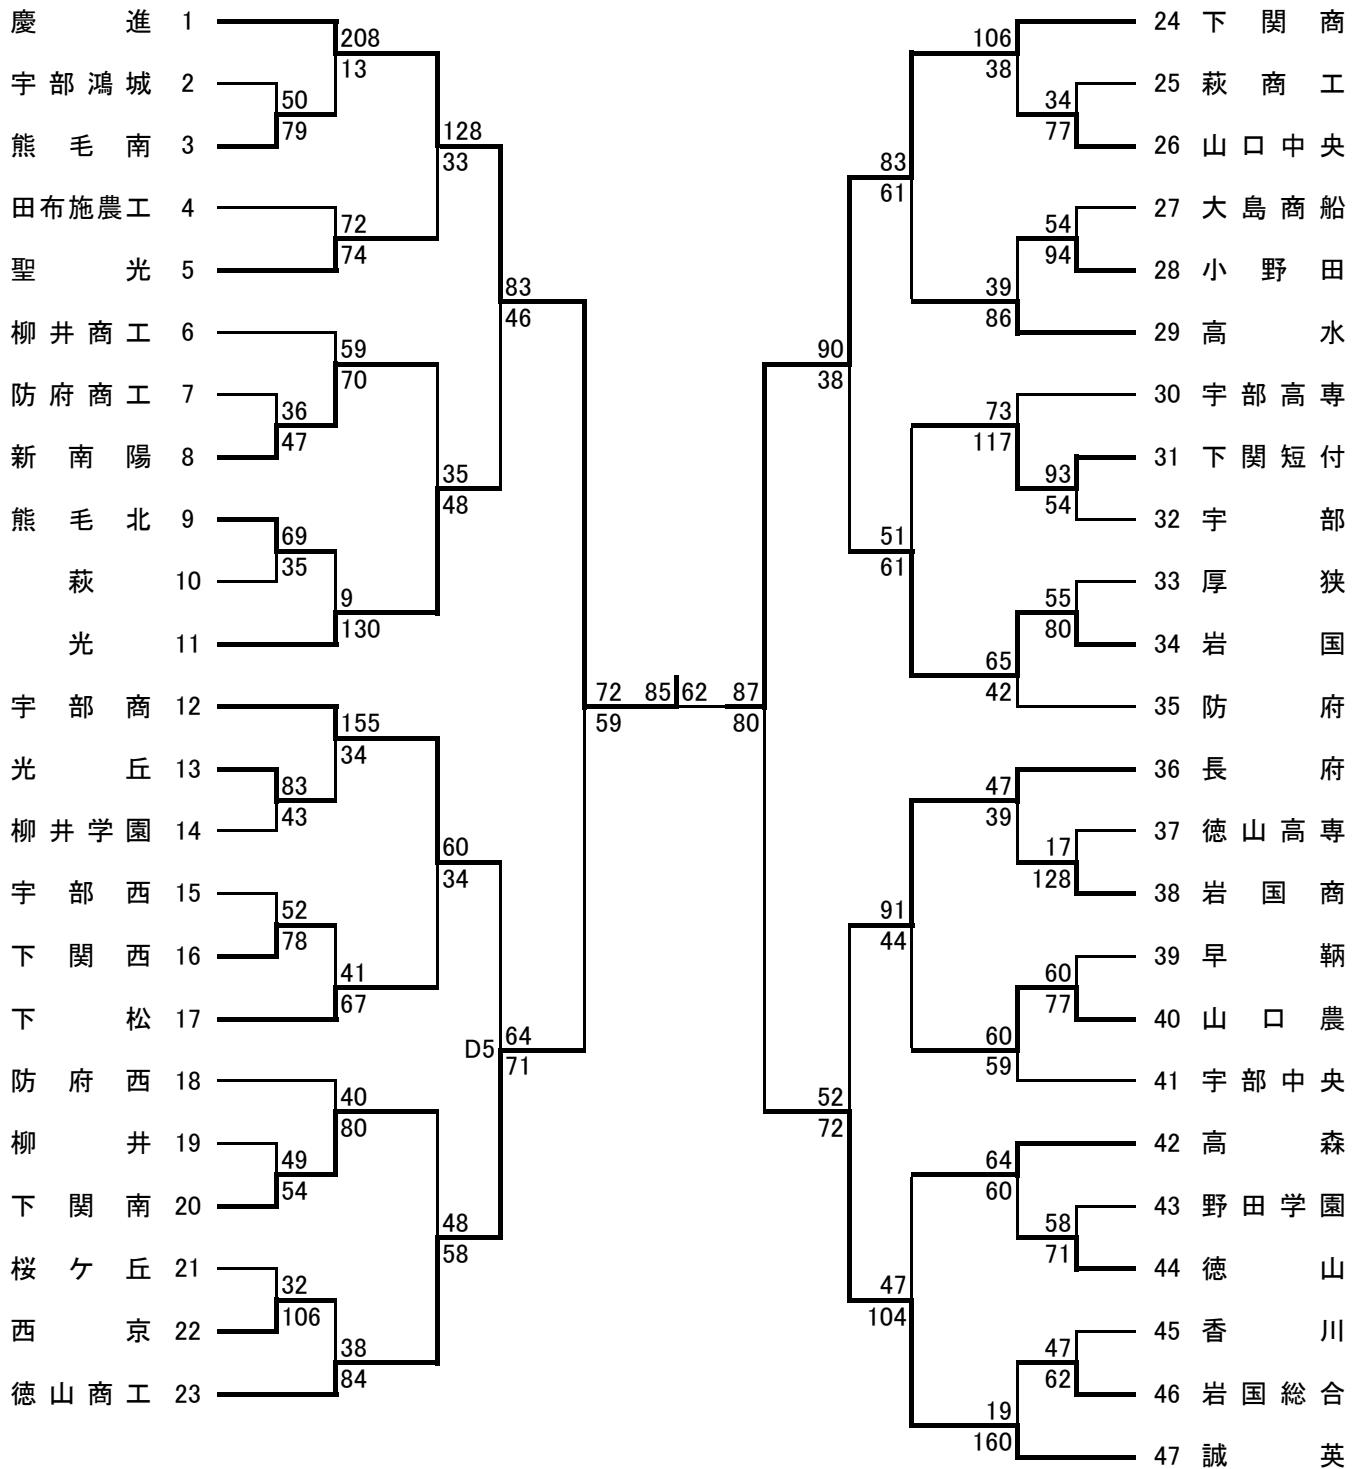 慶進 1
208
13
宇部鴻城 2
50
79
熊毛南 3
128
33
田布施農工 4
72
74
聖光 5
83
46
柳井商工 6
59
70
防府商工 7
36
47
新南陽 8
35
48
熊毛北 9
69
35
萩 10
9
130
光 11
72 85 62 87
59 80
宇部商 12
155
34
光丘 13
83
43
柳井学園 14
60
34
宇部西 15
52
78
下関西 16
41
67
下松 17
D5 64
71
防府西 18
40
80
柳井 19
49
54
下関南 20
48
58
桜ケ丘 21
32
106
西京 22
38
84
徳山商工 23
106
38
24 下関商
34
77
25 萩商工
26 山口中央
83
61
27 大島商船
54
94
28 小野田
39
86
29 高水
90
38
30 宇部高専
73
117
31 下関短付
93
54
32 宇部
51
61
33 厚狭
55
80
34 岩国
65
42
35 防府
36 長府
47
39
37 徳山高専
17
128
38 岩国商
91
44
39 早鞆
60
77
40 山口農
60
59
41 宇部中央
52
72
42 高森
64
60
43 野田学園
58
71
44 徳山
47
104
45 香川
47
62
46 岩国総合
19
160
47 誠英